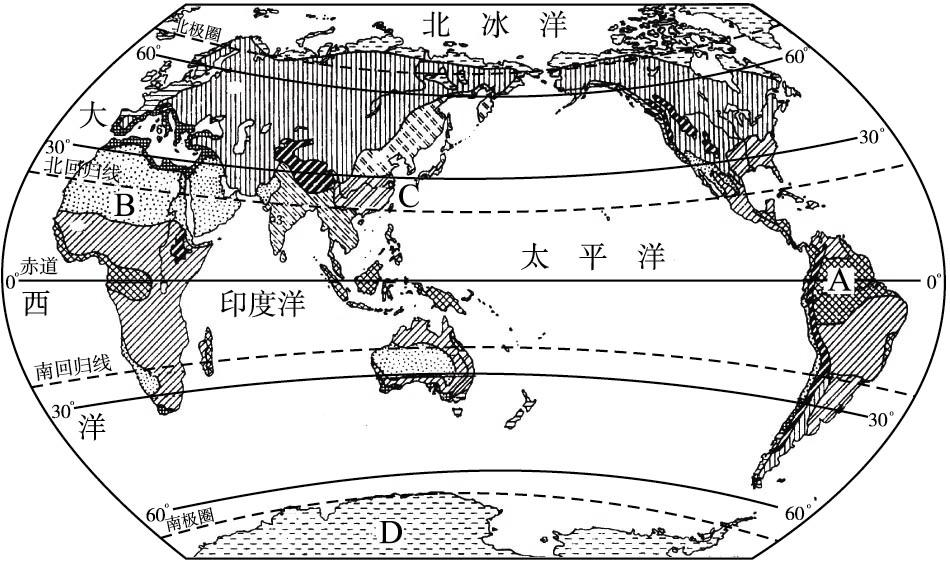 北冰洋
北极圈
60° 60°
大
30° 30°
北回归线
B C
太平洋
赤道
0° A 0°
西 印度洋
南回归线
30° 30°
洋
60° 60°
南极圈
D